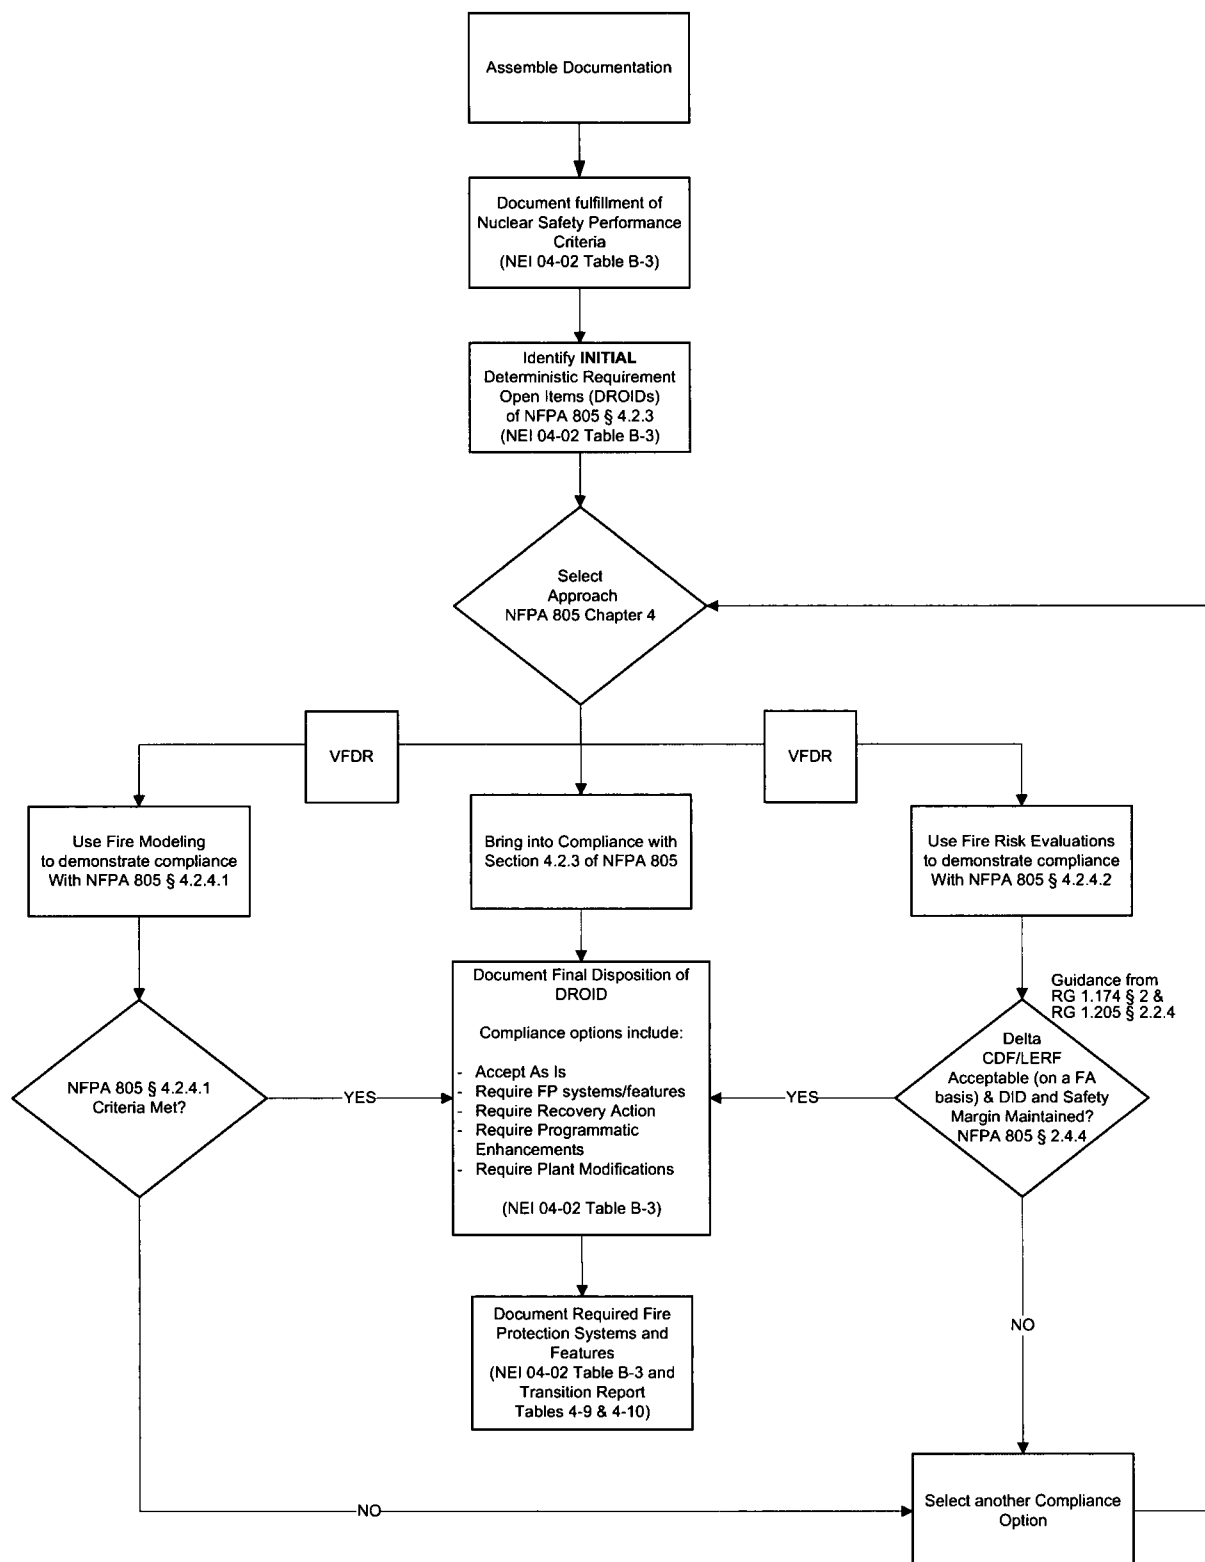 Assemble Documentation
Document fulfillment of
Nuclear Safety Performance
Criteria
(NEI 04-02 Table B-3)
Identify INITIAL
Deterministic Requirement
Open Items (DROIDs)
of NFPA 805 § 4.2.3
(NEI 04-02 Table B-3)
Select
Approach
NFPA 805 Chapter 4
VFDR
VFDR
Use Fire Modeling
to demonstrate compliance
With NFPA 805 § 4.2.4.1
Bring into Compliance with
Section 4.2.3 of NFPA 805
Use Fire Risk Evaluations
to demonstrate compliance
With NFPA 805 § 4.2.4.2
Guidance from
RG 1.174 § 2 &
RG 1.205 § 2.2.4
NFPA 805 § 4.2.4.1
Criteria Met?
YES
Document Final Disposition of
DROID
Compliance options include:
- Accept As Is
- Require FP systems/features
- Require Recovery Action
- Require Programmatic
Enhancements
- Require Plant Modifications
(NEI 04-02 Table B-3)
YES
Delta
CDF/LERF
Acceptable (on a FA
basis) & DID and Safety
Margin Maintained?
NFPA 805 § 2.4.4
Document Required Fire
Protection Systems and
Features
(NEI 04-02 Table B-3 and
Transition Report
Tables 4-9 & 4-10)
NO
NO
Select another Compliance
Option